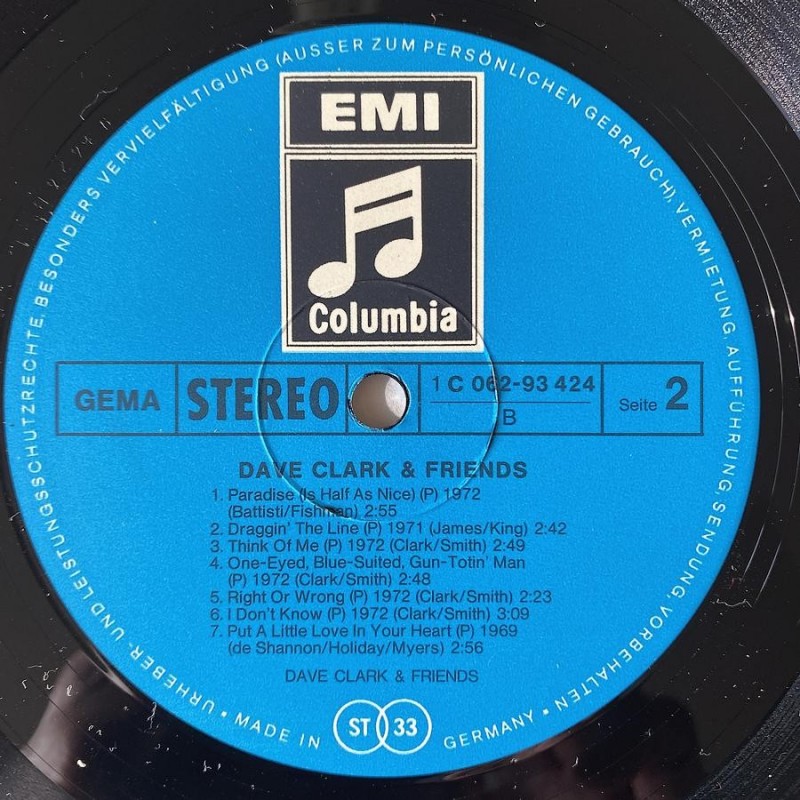 URHEBER- UND LEISTUNGSSCHUTZRECHTE, BESONDERS VERVIELFÄLTIGUNG (AUSSER ZUM PERSÖNLICHEN GEBRAUCH), VERMIETUNG, AUFFÜHRUNG, SENDUNG, VORBEHALTEN
EMI
Columbia
GEMA STEREO 1 C 062-93 424 Seite 2
B
DAVE CLARK & FRIENDS
1. Paradise (Is Half As Nice) (P) 1972
(Battisti/Fishman) 2:55
2. Draggin' The Line (P) 1971 (James/King) 2:42
3. Think Of Me (P) 1972 (Clark/Smith) 2:49
4. One-Eyed, Blue-Suited, Gun-Totin' Man
(P) 1972 (Clark/Smith) 2:48
5. Right Or Wrong (P) 1972 (Clark/Smith) 2:23
6. I Don't Know (P) 1972 (Clark/Smith) 3:09
7. Put A Little Love In Your Heart (P) 1969
(de Shannon/Holiday/Myers) 2:56
DAVE CLARK & FRIENDS
• MADE IN ST 33 GERMANY •